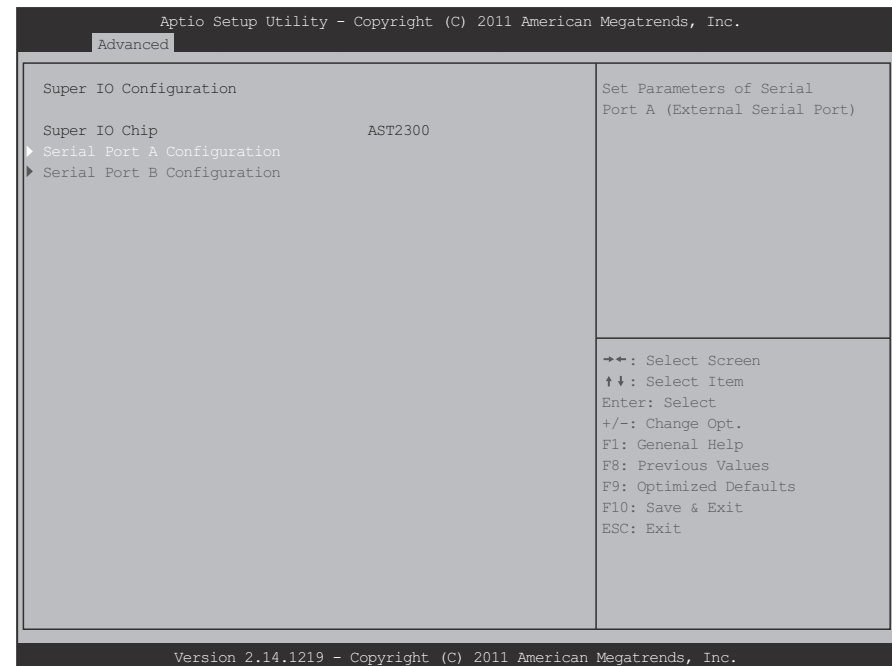 Aptio Setup Utility - Copyright (C) 2011 American Megatrends, Inc.
Advanced
Super IO Configuration
Super IO Chip AST2300
Serial Port A Configuration
Serial Port B Configuration
Set Parameters of Serial
Port A (External Serial Port)
→←: Select Screen
↑↓: Select Item
Enter: Select
+/-: Change Opt.
F1: Genenal Help
F8: Previous Values
F9: Optimized Defaults
F10: Save & Exit
ESC: Exit
Version 2.14.1219 - Copyright (C) 2011 American Megatrends, Inc.